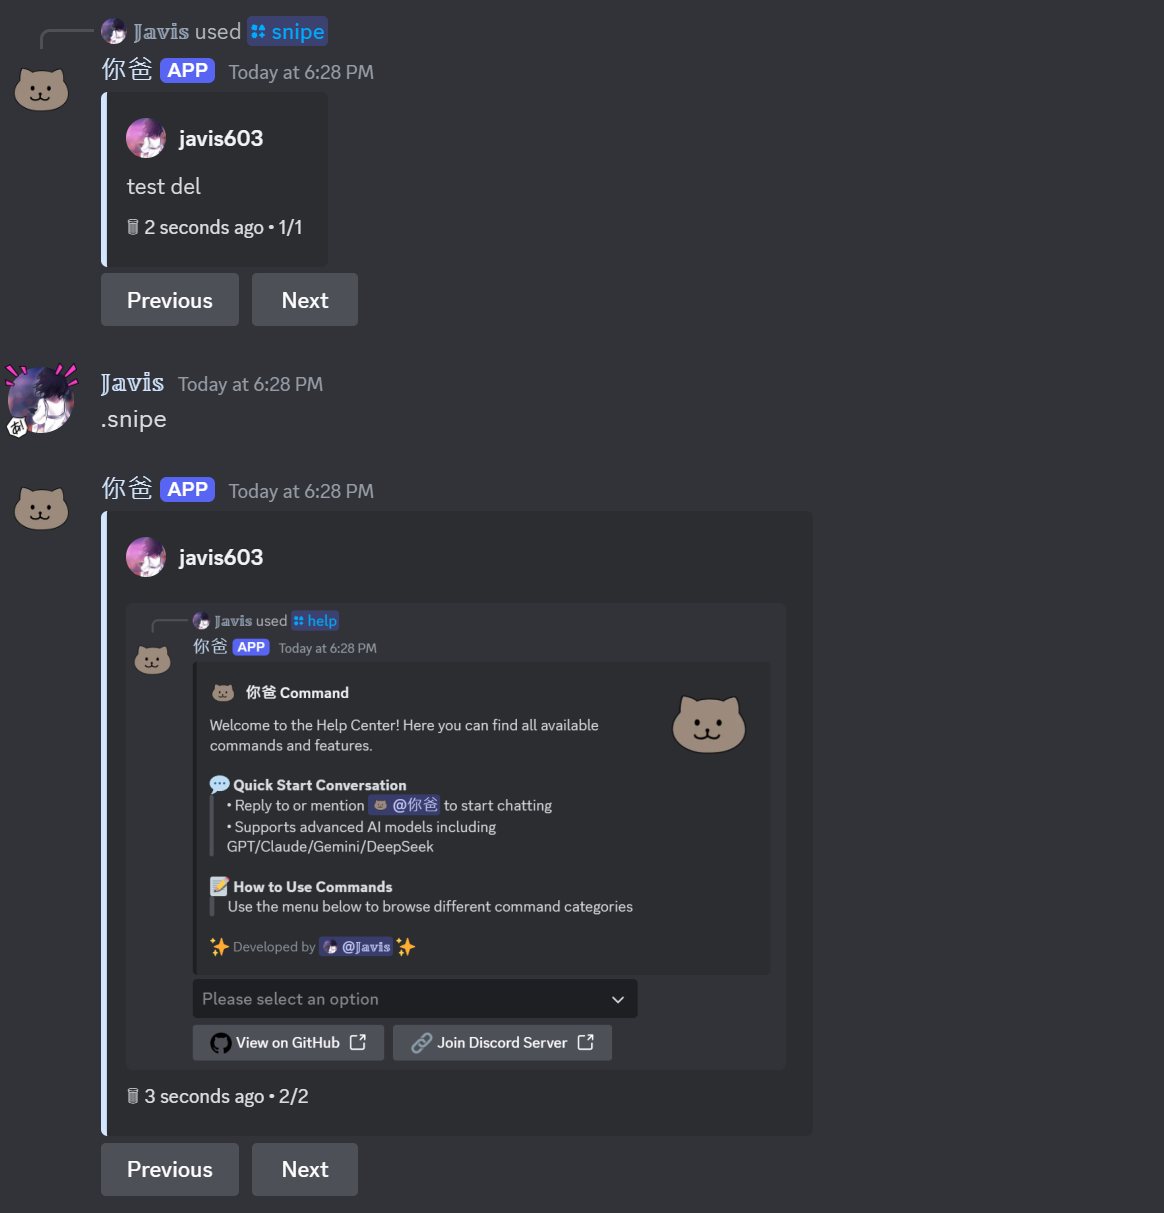 Javis used snipe
你爸 APP Today at 6:28 PM
javis603
test del
2 seconds ago • 1/1
Previous Next
Javis Today at 6:28 PM
.snipe
あ!
你爸 APP Today at 6:28 PM
javis603
Javis used help
你爸 APP Today at 6:28 PM
你爸 Command
Welcome to the Help Center! Here you can find all available
commands and features.
Quick Start Conversation
• Reply to or mention @你爸 to start chatting
• Supports advanced AI models including
GPT/Claude/Gemini/DeepSeek
How to Use Commands
Use the menu below to browse different command categories
Developed by @Javis
Please select an option
View on GitHub Join Discord Server
3 seconds ago • 2/2
Previous Next